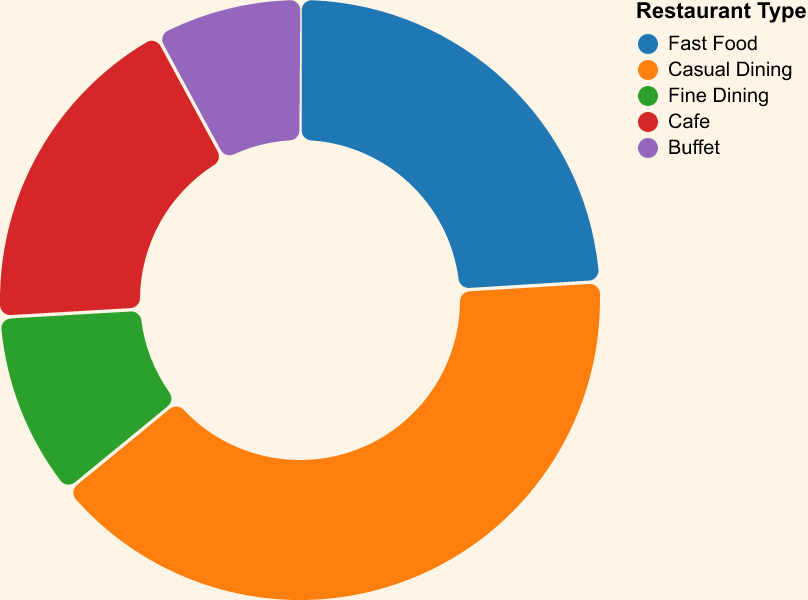 Restaurant Type
Fast Food
Casual Dining
Fine Dining
Cafe
Buffet